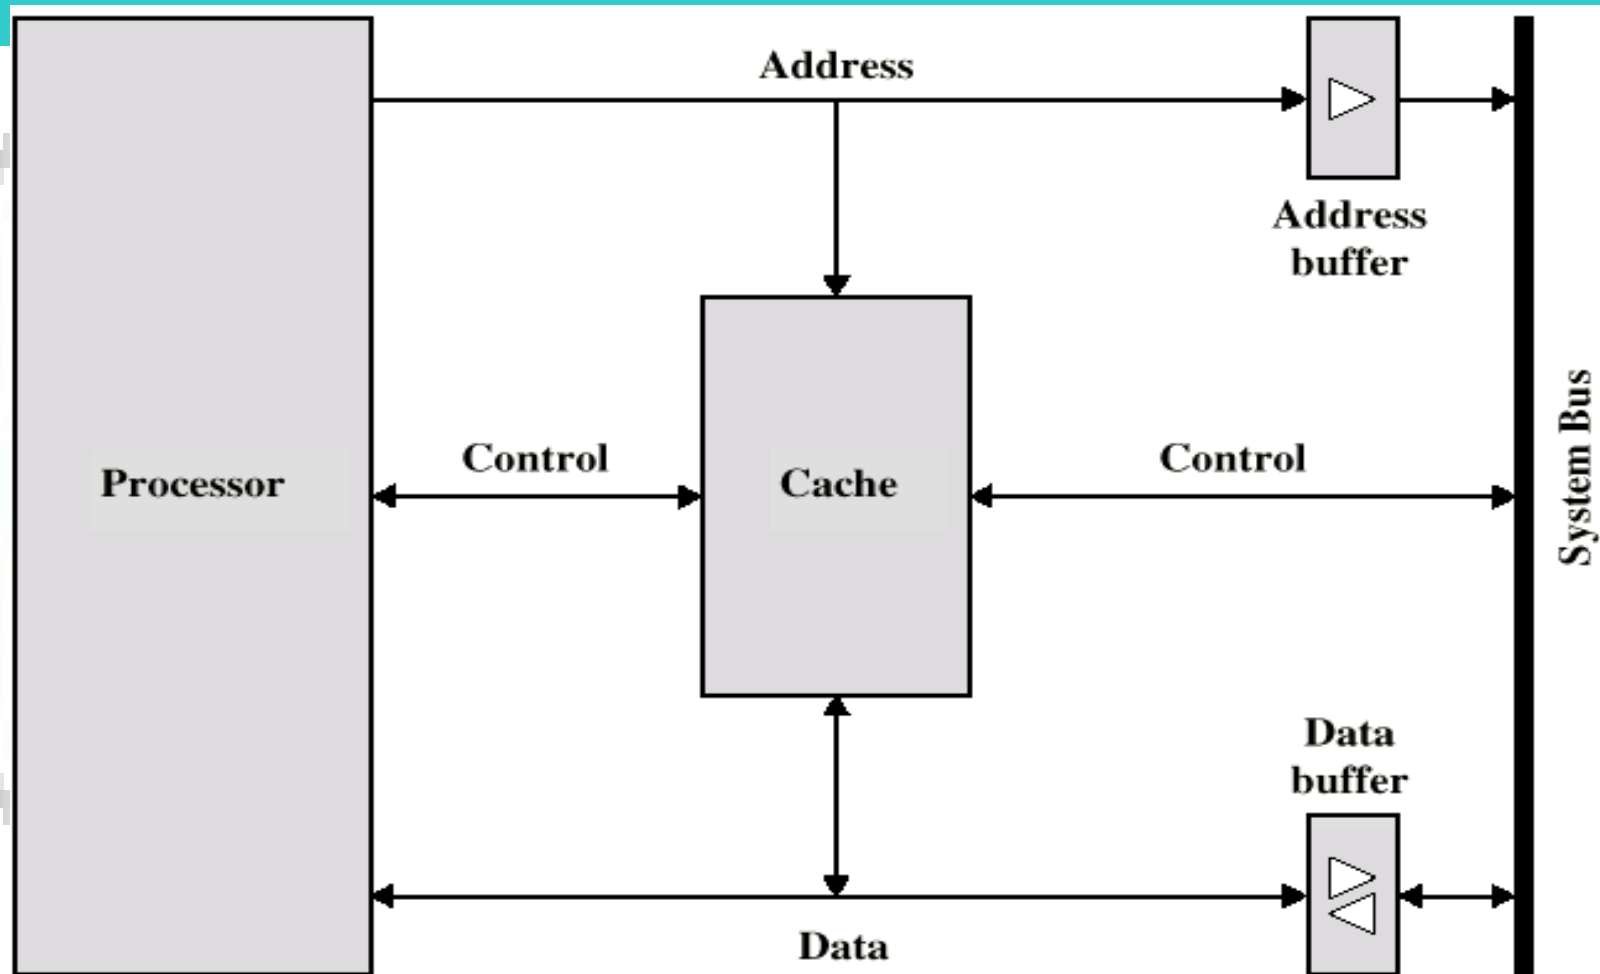 Address
Address
buffer
System Bus
Control
Control
Processor
Cache
Data
buffer
Data